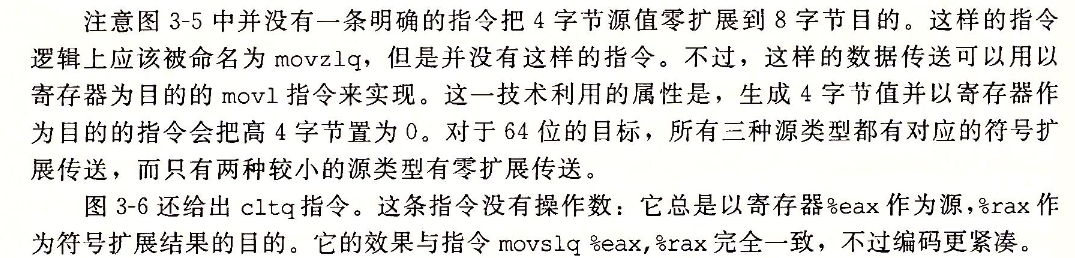 注意图 3-5 中并没有一条明确的指令把 4 字节源值零扩展到 8 字节目的。这样的指令
逻辑上应该被命名为 movzlq，但是并没有这样的指令。不过，这样的数据传送可以用以
寄存器为目的的 movl 指令来实现。这一技术利用的属性是，生成 4 字节值并以寄存器作
为目的的指令会把高 4 字节置为 0。对于 64 位的目标，所有三种源类型都有对应的符号扩
展传送，而只有两种较小的源类型有零扩展传送。
图 3-6 还给出 cltq 指令。这条指令没有操作数：它总是以寄存器%eax 作为源,%rax 作
为符号扩展结果的目的。它的效果与指令 movslq %eax,%rax 完全一致，不过编码更紧凑。